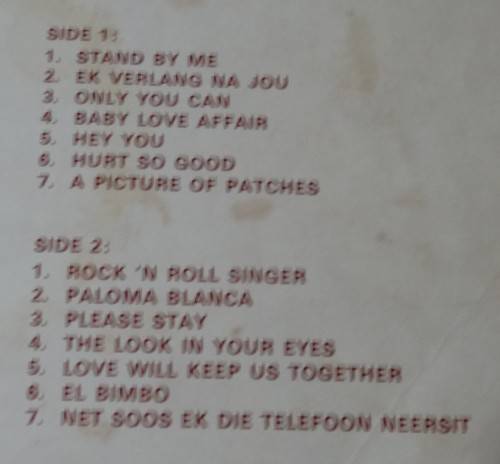 SIDE 1:
1. STAND BY ME
2. EK VERLANG NA JOU
3. ONLY YOU CAN
4. BABY LOVE AFFAIR
5. HEY YOU
6. HURT SO GOOD
7. A PICTURE OF PATCHES
SIDE 2:
1. ROCK 'N ROLL SINGER
2. PALOMA BLANCA
3. PLEASE STAY
4. THE LOOK IN YOUR EYES
5. LOVE WILL KEEP US TOGETHER
6. EL BIMBO
7. NET SOOS EK DIE TELEFOON NEERSIT